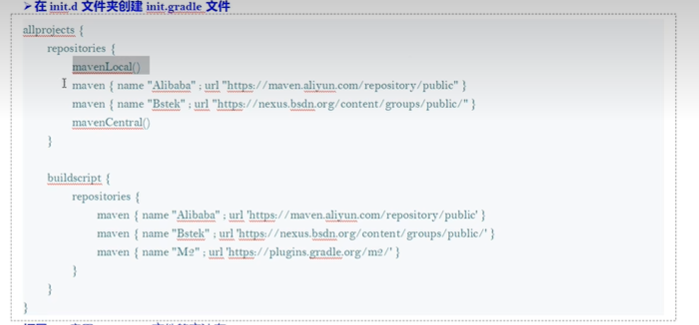 ➢在 init.d 文件夹创建 init.gradle 文件
allprojects {
repositories {
mavenLocal()
maven { name "Alibaba" ; url "https://maven.aliyun.com/repository/public" }
maven { name "Bstek" ; url "https://nexus.bsdn.org/content/groups/public/" }
mavenCentral()
}
buildscript {
repositories {
maven { name "Alibaba" ; url 'https://maven.aliyun.com/repository/public' }
maven { name "Bstek" ; url 'https://nexus.bsdn.org/content/groups/public/' }
maven { name "M2" ; url 'https://plugins.gradle.org/m2/' }
}
}
}